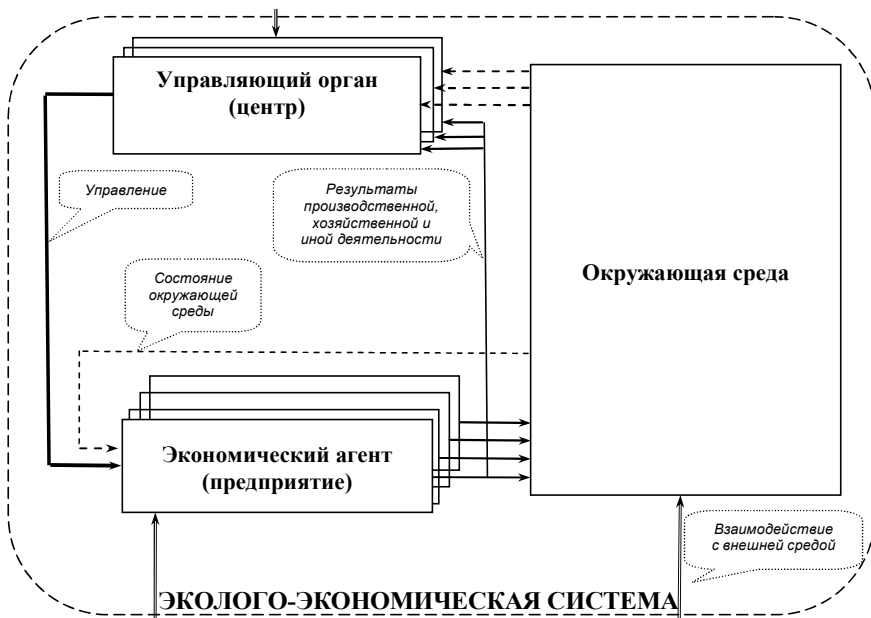 Управляющий орган
(центр)
Управление
Результаты
производственной,
хозяйственной и
иной деятельности
Состояние
окружающей
среды
Окружающая среда
Экономический агент
(предприятие)
Взаимодействие
с внешней средой
ЭКОЛОГО-ЭКОНОМИЧЕСКАЯ СИСТЕМА